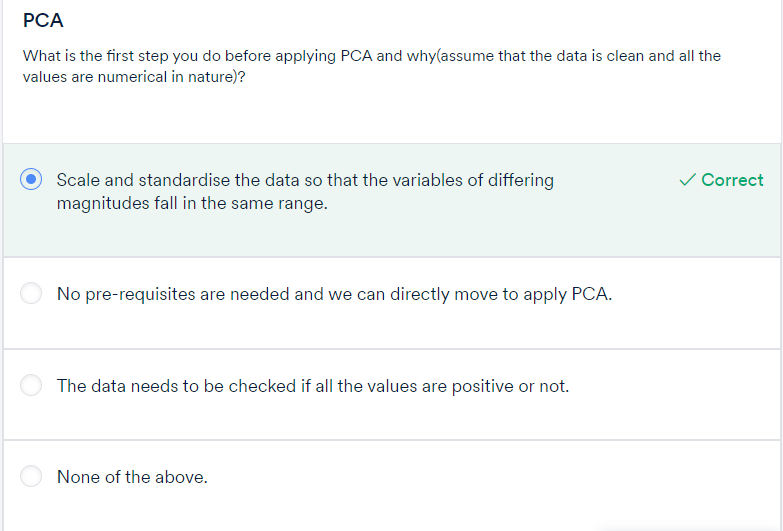 PCA
What is the first step you do before applying PCA and why(assume that the data is clean and all the
values are numerical in nature)?
Scale and standardise the data so that the variables of differing
magnitudes fall in the same range.
Correct
No pre-requisites are needed and we can directly move to apply PCA.
The data needs to be checked if all the values are positive or not.
None of the above.